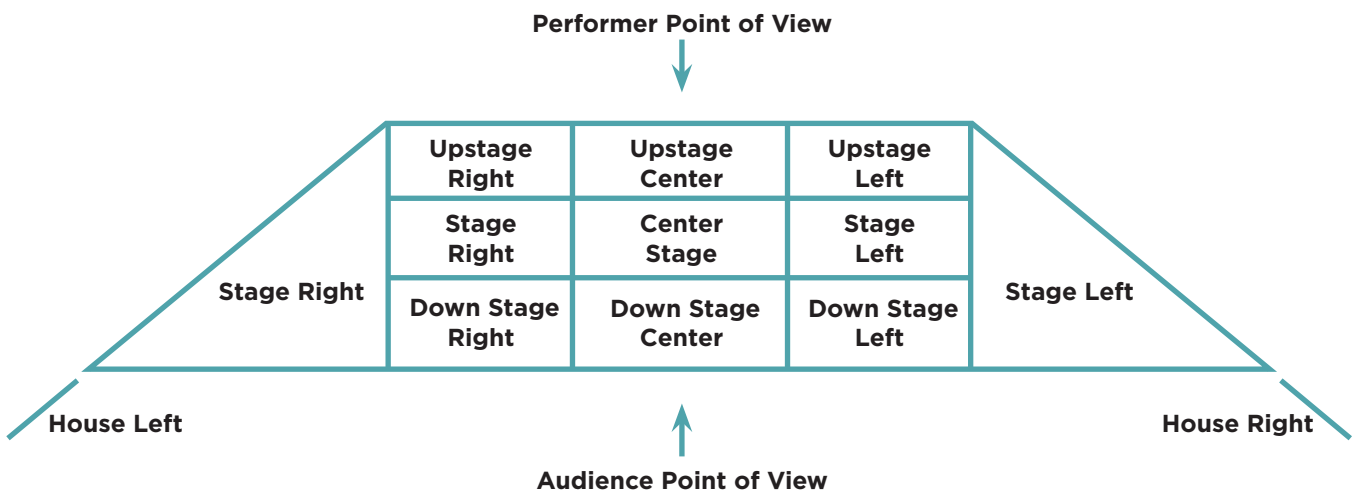 Performer Point of View
Upstage Right
Upstage Center
Upstage Left
Stage Right
Center Stage
Stage Left
Stage Right
Stage Left
Down Stage Right
Down Stage Center
Down Stage Left
House Left
House Right
Audience Point of View